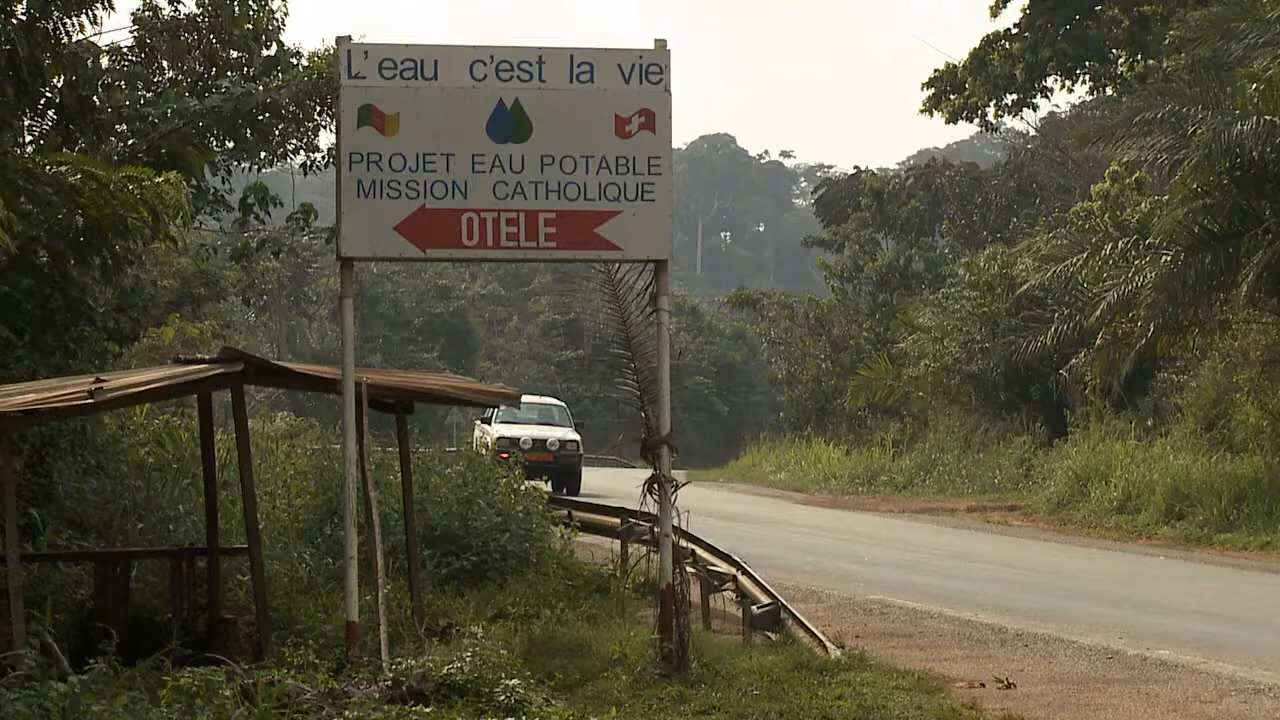 L'eau c'est la vie
PROJET EAU POTABLE
MISSION CATHOLIQUE
OTELE